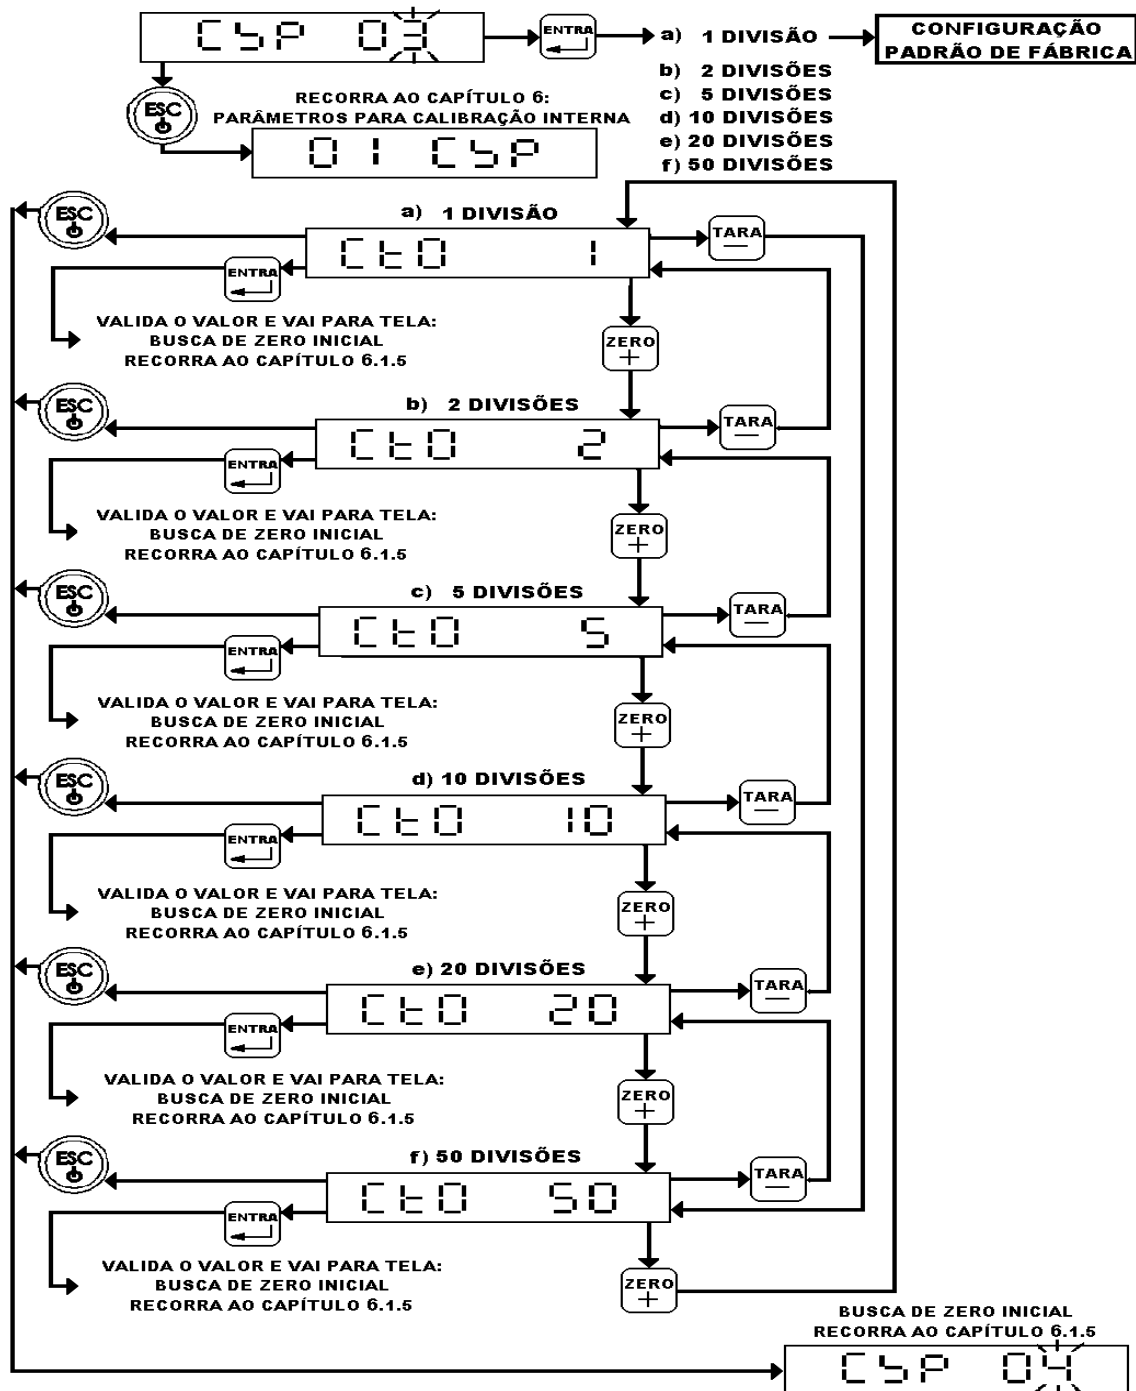 CSP 03
ENTRA
a) 1 DIVISÃO
CONFIGURAÇÃO
PADRÃO DE FÁBRICA
b) 2 DIVISÕES
c) 5 DIVISÕES
d) 10 DIVISÕES
e) 20 DIVISÕES
f) 50 DIVISÕES
ESC
RECORRA AO CAPÍTULO 6:
PARÂMETROS PARA CALIBRAÇÃO INTERNA
01 CSP
ESC
a) 1 DIVISÃO
CtO 1
TARA
ENTRA
VALIDA O VALOR E VAI PARA TELA:
BUSCA DE ZERO INICIAL
RECORRA AO CAPÍTULO 6.1.5
ZERO
+
ESC
b) 2 DIVISÕES
CtO 2
TARA
ENTRA
VALIDA O VALOR E VAI PARA TELA:
BUSCA DE ZERO INICIAL
RECORRA AO CAPÍTULO 6.1.5
ZERO
+
ESC
c) 5 DIVISÕES
CtO 5
TARA
ENTRA
VALIDA O VALOR E VAI PARA TELA:
BUSCA DE ZERO INICIAL
RECORRA AO CAPÍTULO 6.1.5
ZERO
+
ESC
d) 10 DIVISÕES
CtO 10
TARA
ENTRA
VALIDA O VALOR E VAI PARA TELA:
BUSCA DE ZERO INICIAL
RECORRA AO CAPÍTULO 6.1.5
ZERO
+
ESC
e) 20 DIVISÕES
CtO 20
TARA
ENTRA
VALIDA O VALOR E VAI PARA TELA:
BUSCA DE ZERO INICIAL
RECORRA AO CAPÍTULO 6.1.5
ZERO
+
ESC
f) 50 DIVISÕES
CtO 50
TARA
ENTRA
VALIDA O VALOR E VAI PARA TELA:
BUSCA DE ZERO INICIAL
RECORRA AO CAPÍTULO 6.1.5
ZERO
+
BUSCA DE ZERO INICIAL
RECORRA AO CAPÍTULO 6.1.5
CSP 04